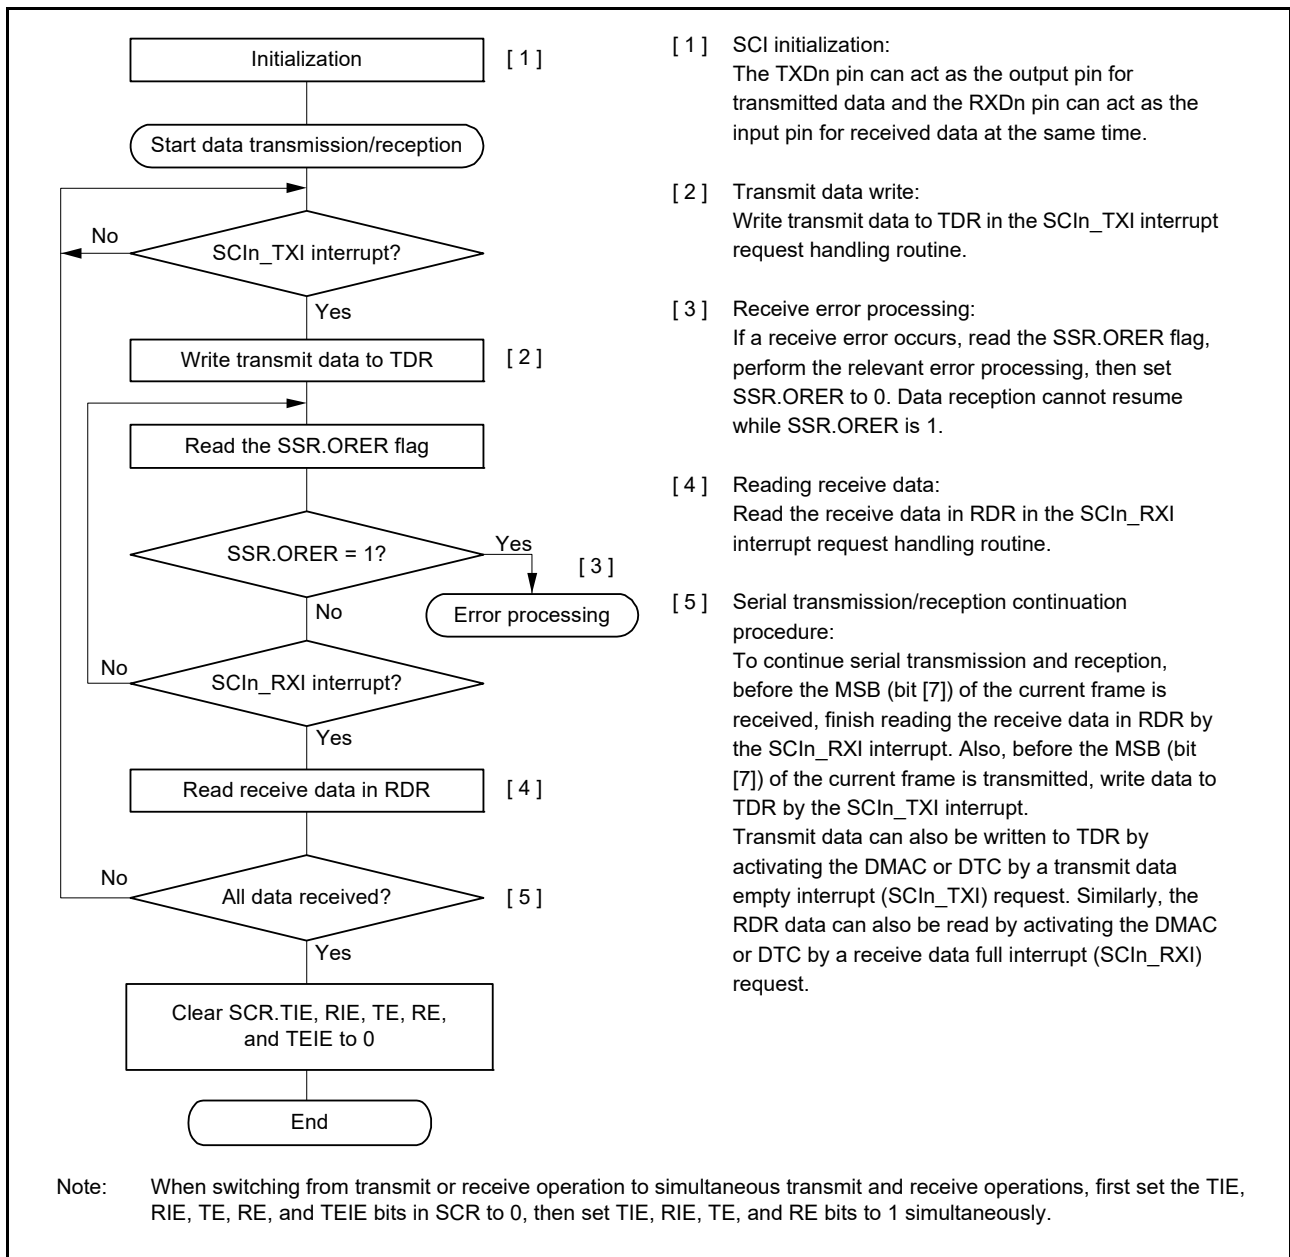 Initialization
[ 1 ]
Start data transmission/reception
No
SCIn_TXI interrupt?
Yes
Write transmit data to TDR
[ 2 ]
Read the SSR.ORER flag
SSR.ORER = 1?
Yes
[ 3 ]
Error processing
No
No
SCIn_RXI interrupt?
Yes
Read receive data in RDR
[ 4 ]
No
All data received?
[ 5 ]
Yes
Clear SCR.TIE, RIE, TE, RE,
and TEIE to 0
End
[ 1 ] SCI initialization:
The TXDn pin can act as the output pin for
transmitted data and the RXDn pin can act as the
input pin for received data at the same time.
[ 2 ] Transmit data write:
Write transmit data to TDR in the SCIn_TXI interrupt
request handling routine.
[ 3 ] Receive error processing:
If a receive error occurs, read the SSR.ORER flag,
perform the relevant error processing, then set
SSR.ORER to 0. Data reception cannot resume
while SSR.ORER is 1.
[ 4 ] Reading receive data:
Read the receive data in RDR in the SCIn_RXI
interrupt request handling routine.
[ 5 ] Serial transmission/reception continuation
procedure:
To continue serial transmission and reception,
before the MSB (bit [7]) of the current frame is
received, finish reading the receive data in RDR by
the SCIn_RXI interrupt. Also, before the MSB (bit
[7]) of the current frame is transmitted, write data to
TDR by the SCIn_TXI interrupt.
Transmit data can also be written to TDR by
activating the DMAC or DTC by a transmit data
empty interrupt (SCIn_TXI) request. Similarly, the
RDR data can also be read by activating the DMAC
or DTC by a receive data full interrupt (SCIn_RXI)
request.
Note: When switching from transmit or receive operation to simultaneous transmit and receive operations, first set the TIE,
RIE, TE, RE, and TEIE bits in SCR to 0, then set TIE, RIE, TE, and RE bits to 1 simultaneously.